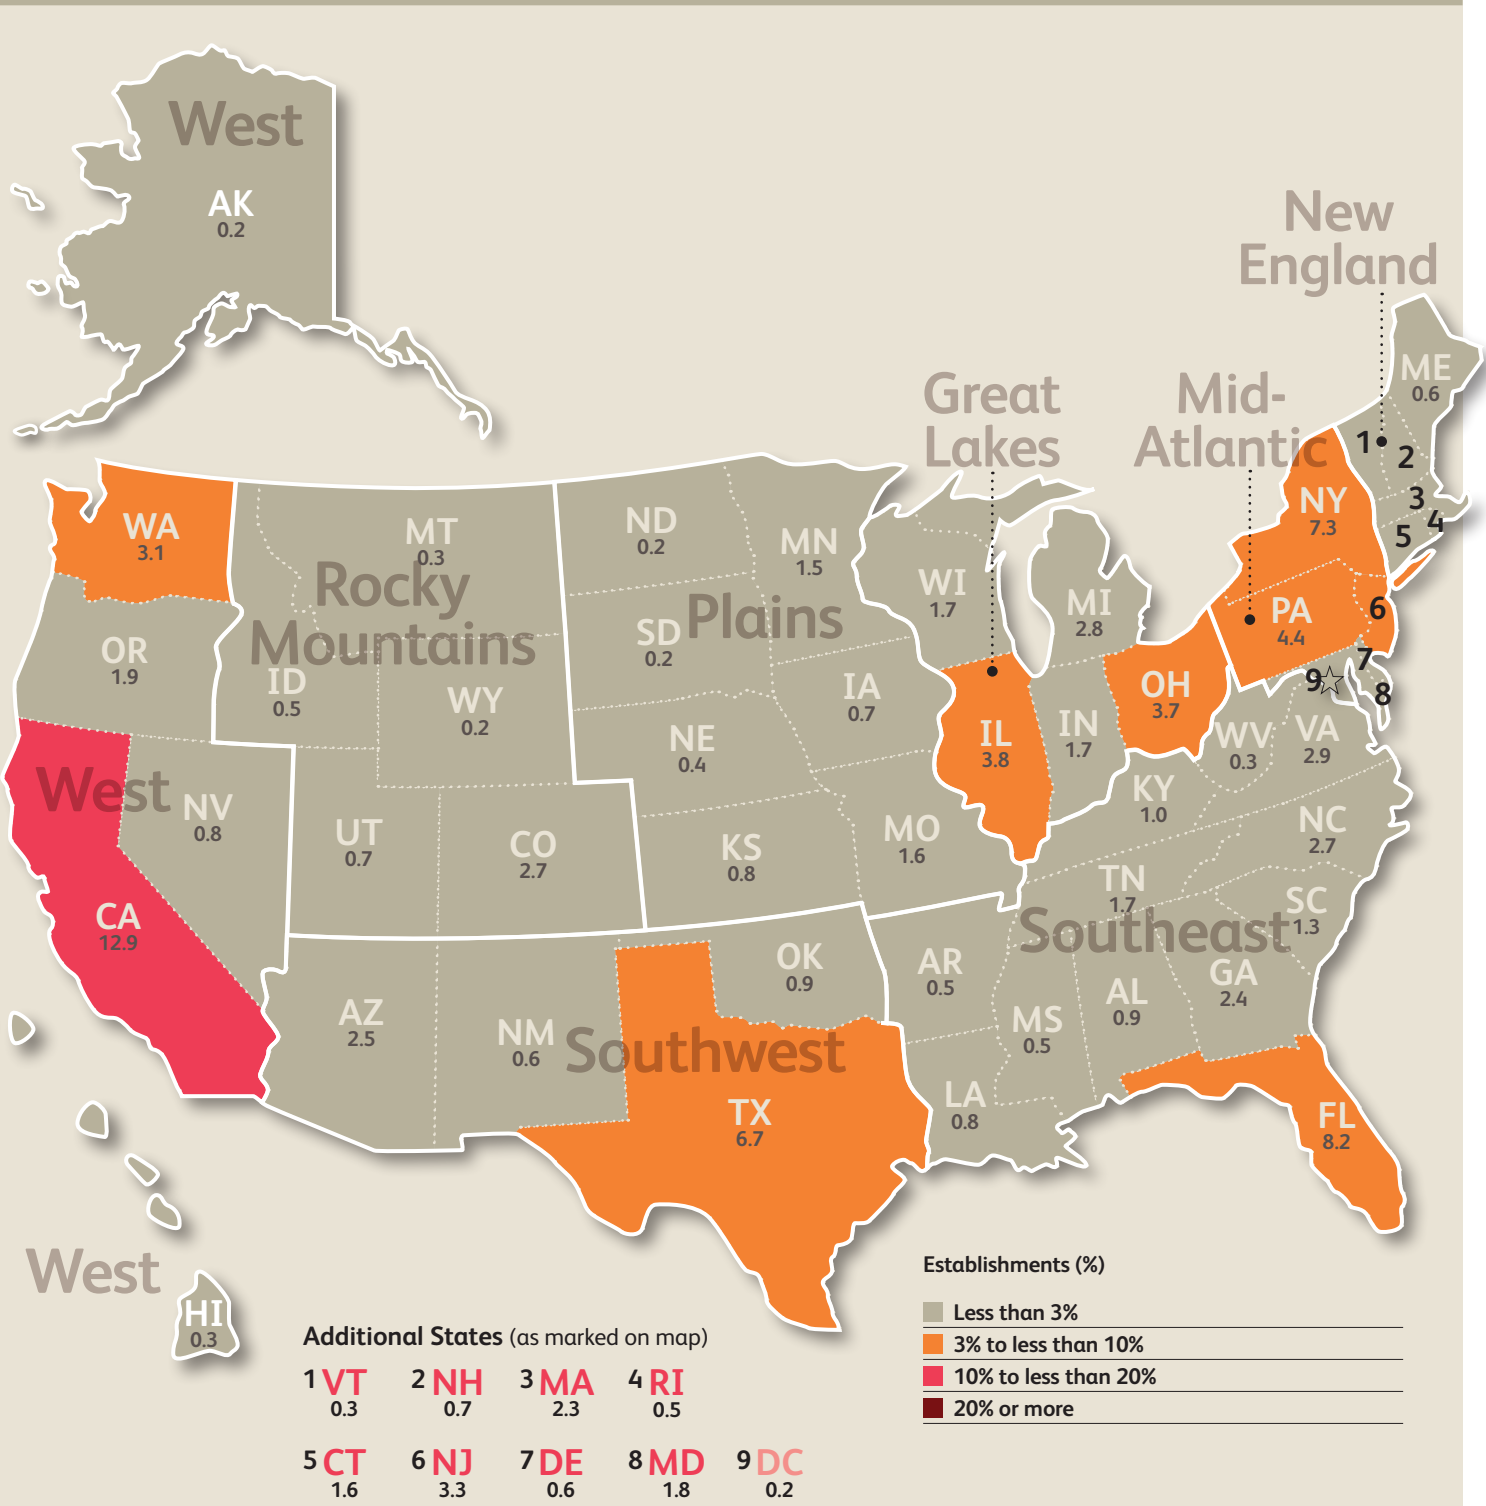 West
AK
0.2
New
England
ME
0.6
Great
Lakes
Mid-
Atlantic
1
2
3
4
5
NY
7.3
WA
3.1
MT
0.3
ND
0.2
MN
1.5
Rocky
Mountains
WI
1.7
MI
2.8
PA
4.4
6
7
8
9
OR
1.9
ID
0.5
WY
0.2
SD
0.2
Plains
IA
0.7
IL
3.8
IN
1.7
OH
3.7
WV
0.3
VA
2.9
NE
0.4
West
NV
0.8
UT
0.7
CO
2.7
KS
0.8
MO
1.6
KY
1.0
NC
2.7
TN
1.7
SC
1.3
Southeast
CA
12.9
AZ
2.5
NM
0.6
OK
0.9
AR
0.5
MS
0.5
AL
0.9
GA
2.4
Southwest
TX
6.7
LA
0.8
FL
8.2
West
HI
0.3
Establishments (%)
Less than 3%
3% to less than 10%
10% to less than 20%
20% or more
Additional States (as marked on map)
1 VT 2 NH 3 MA 4 RI
0.3 0.7 2.3 0.5
5 CT 6 NJ 7 DE 8 MD 9 DC
1.6 3.3 0.6 1.8 0.2